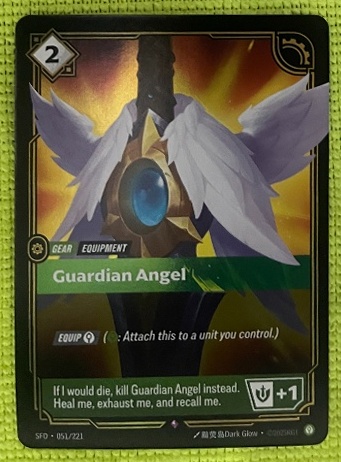 2
GEAR EQUIPMENT
Guardian Angel
EQUIP (: Attach this to a unit you control.)
If I would die, kill Guardian Angel instead.
Heal me, exhaust me, and recall me.
+1
SFD • 051/221
Dark Glow